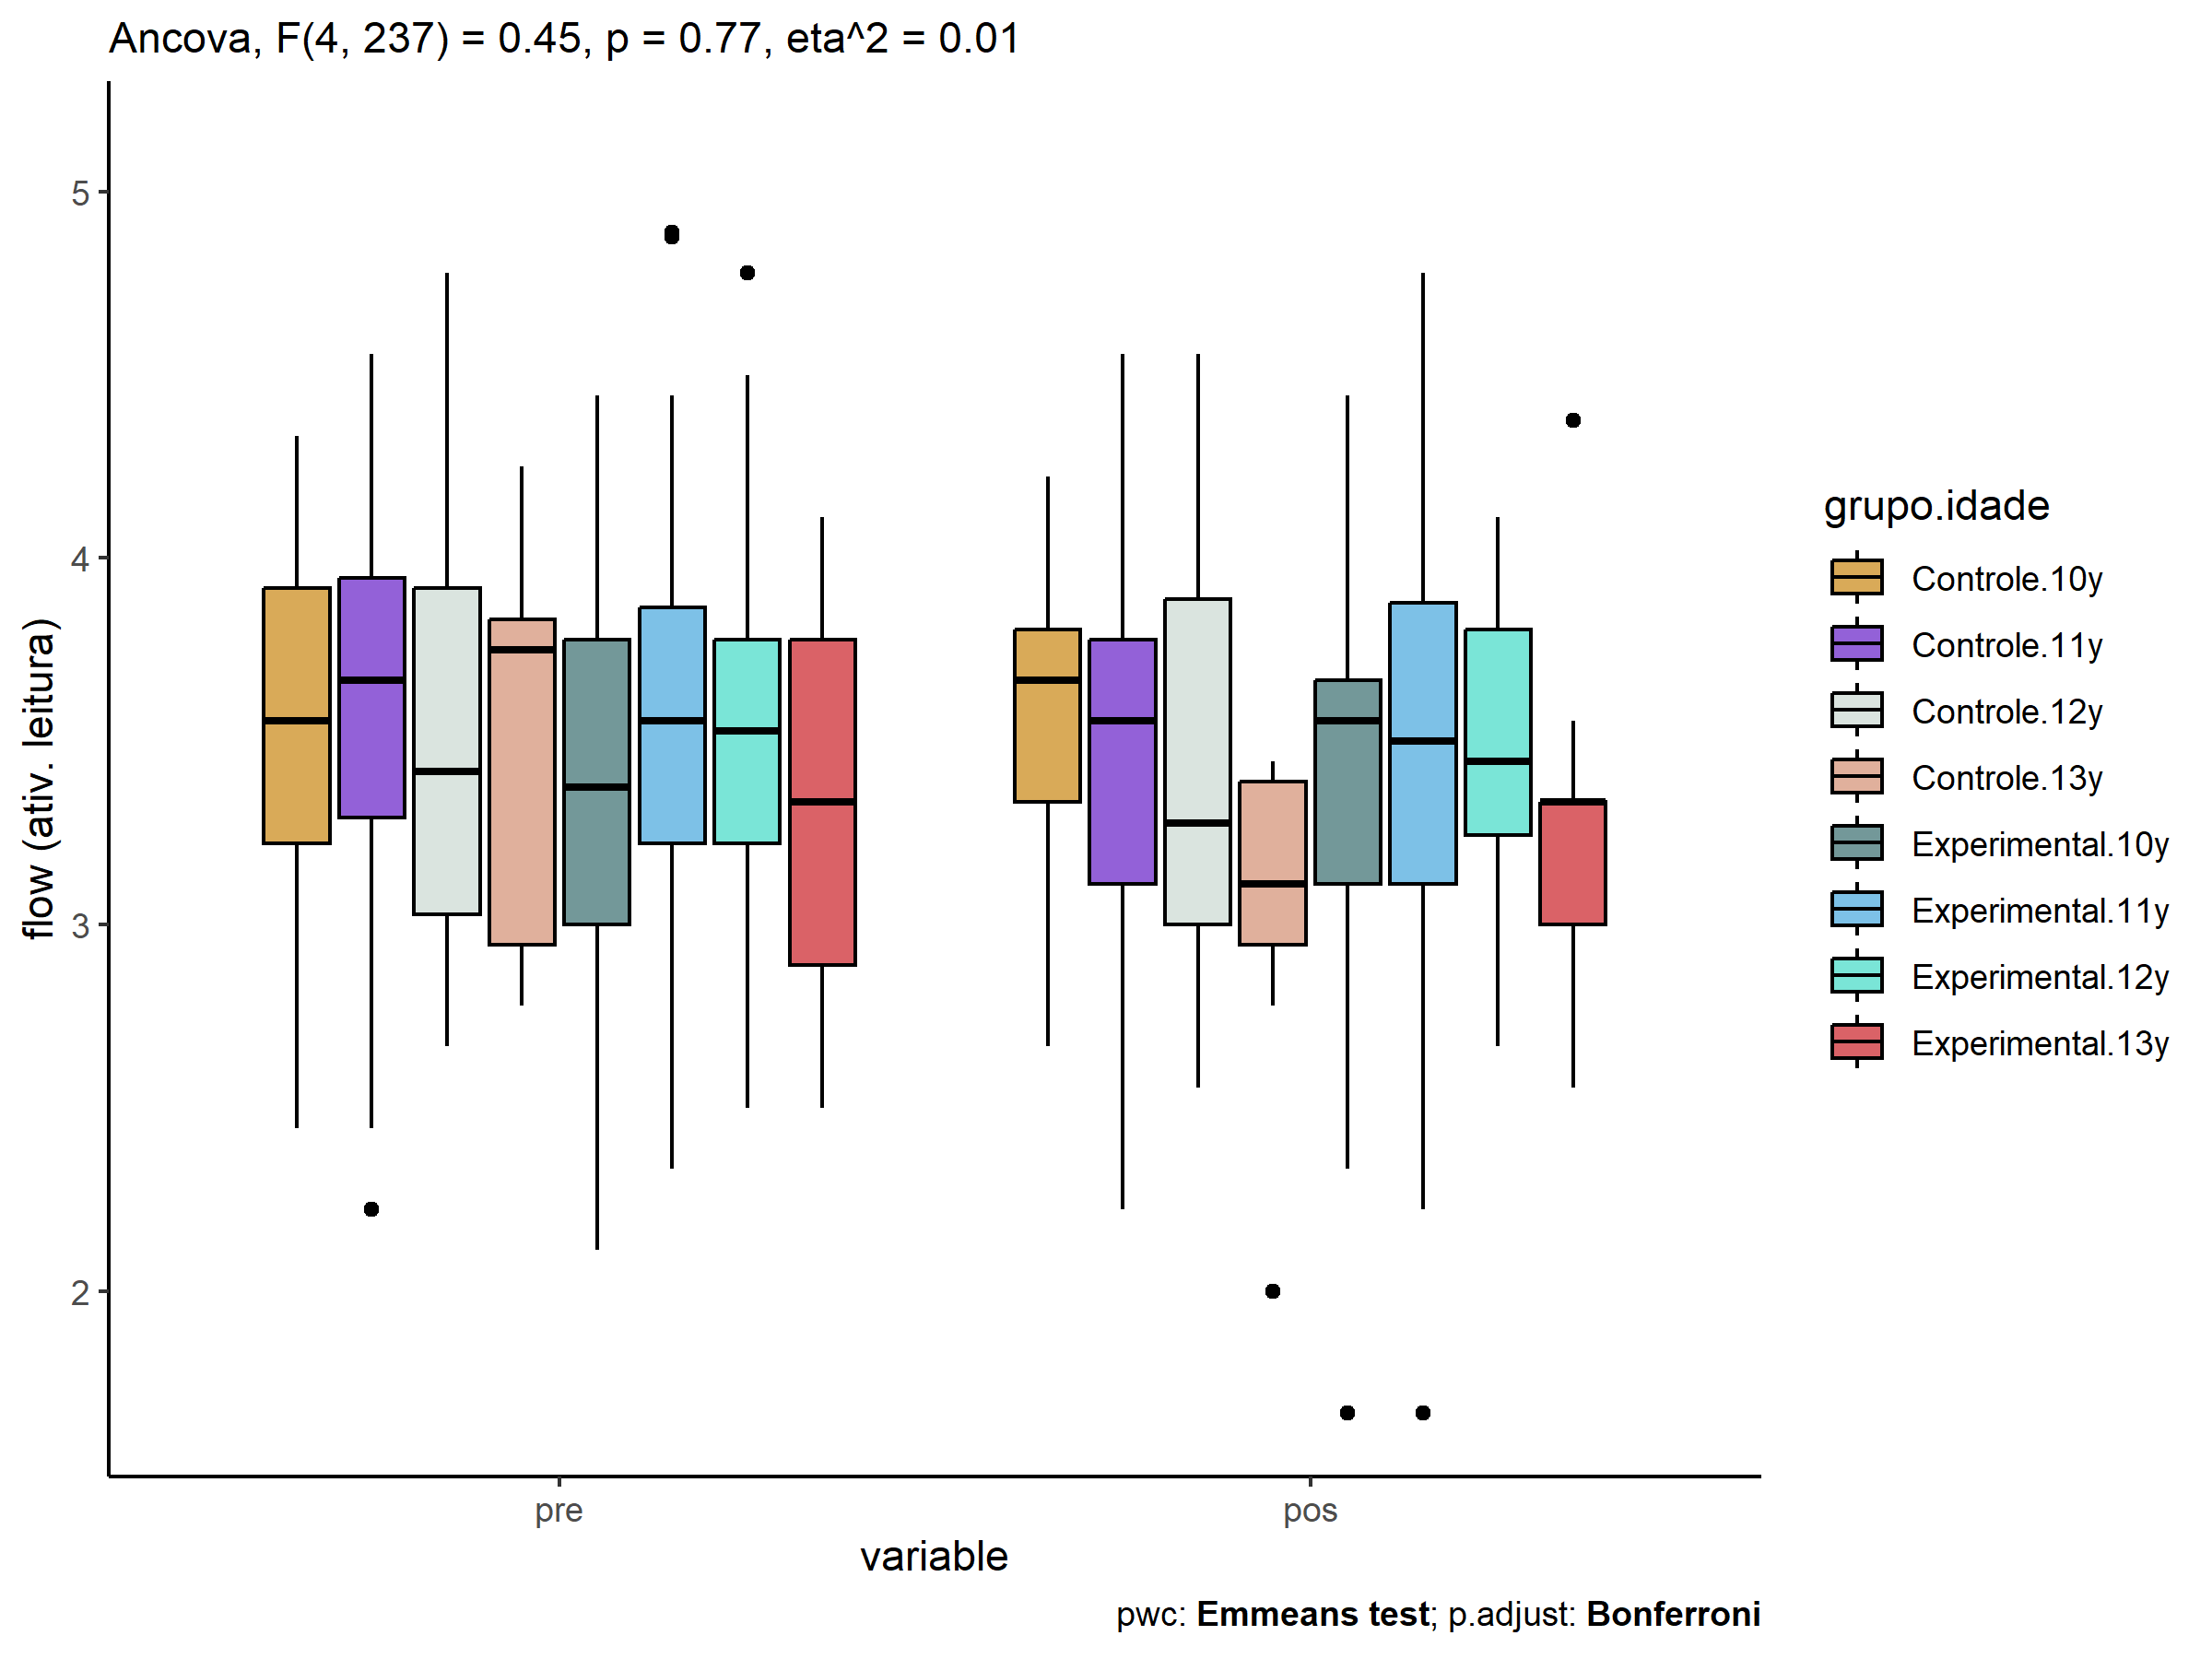 Ancova, F(4, 237) = 0.45, p = 0.77, eta^2 = 0.01
5
4
3
2
flow (ativ. leitura)
pre
pos
variable
grupo.idade
Controle.10y
Controle.11y
Controle.12y
Controle.13y
Experimental.10y
Experimental.11y
Experimental.12y
Experimental.13y
pwc: Emmeans test; p.adjust: Bonferroni